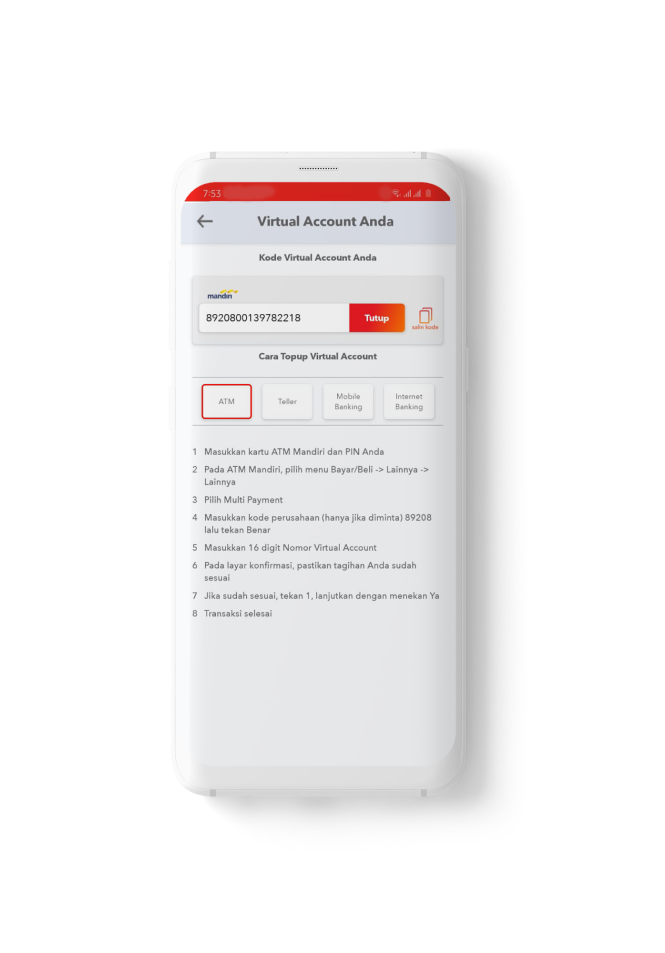 7:53
Virtual Account Anda
Kode Virtual Account Anda
mandiri
8920800139782218
Tutup
salin kode
Cara Topup Virtual Account
ATM
Teller
Mobile
Banking
Internet
Banking
1 Masukkan kartu ATM Mandiri dan PIN Anda
2 Pada ATM Mandiri, pilih menu Bayar/Beli -> Lainnya ->
Lainnya
3 Pilih Multi Payment
4 Masukkan kode perusahaan (hanya jika diminta) 89208
lalu tekan Benar
5 Masukkan 16 digit Nomor Virtual Account
6 Pada layar konfirmasi, pastikan tagihan Anda sudah
sesuai
7 Jika sudah sesuai, tekan 1, lanjutkan dengan menekan Ya
8 Transaksi selesai